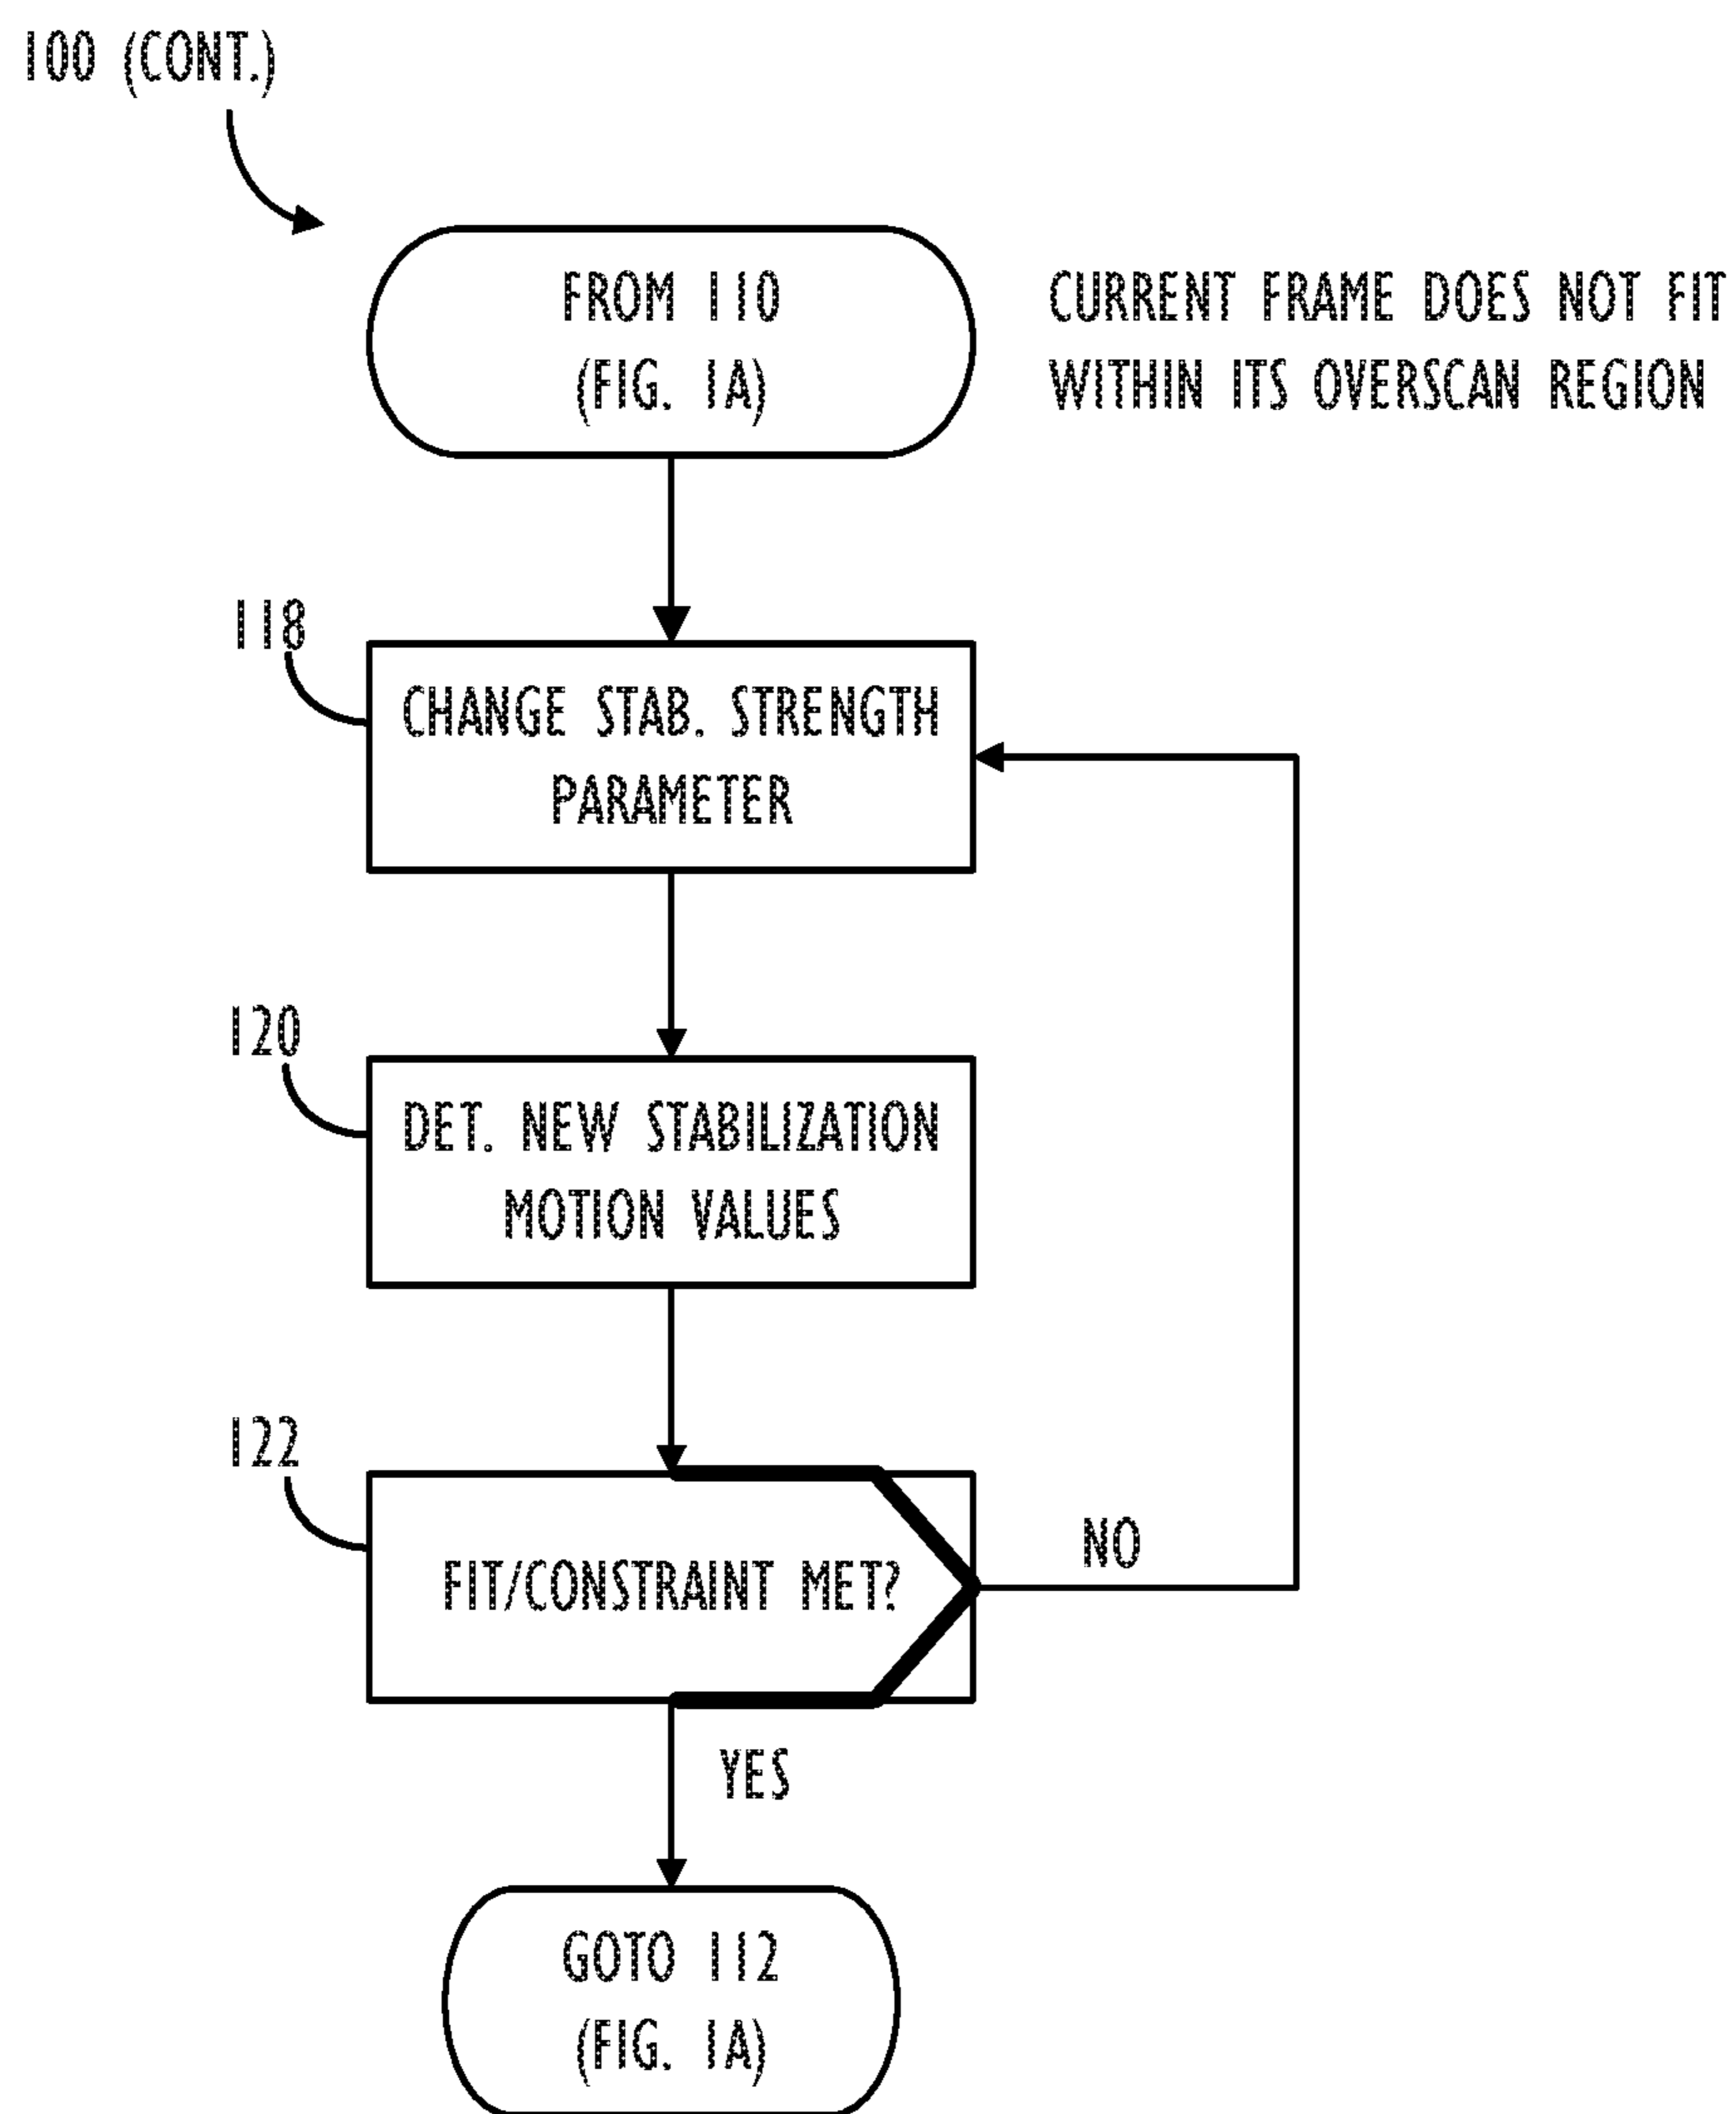 100 (CONT.)
FROM 110
(FIG. 1A)
CURRENT FRAME DOES NOT FIT
WITHIN ITS OVERSCAN REGION
118
CHANGE STAB. STRENGTH
PARAMETER
120
DET. NEW STABILIZATION
MOTION VALUES
122
FIT/CONSTRAINT MET?
NO
YES
GOTO 112
(FIG. 1A)